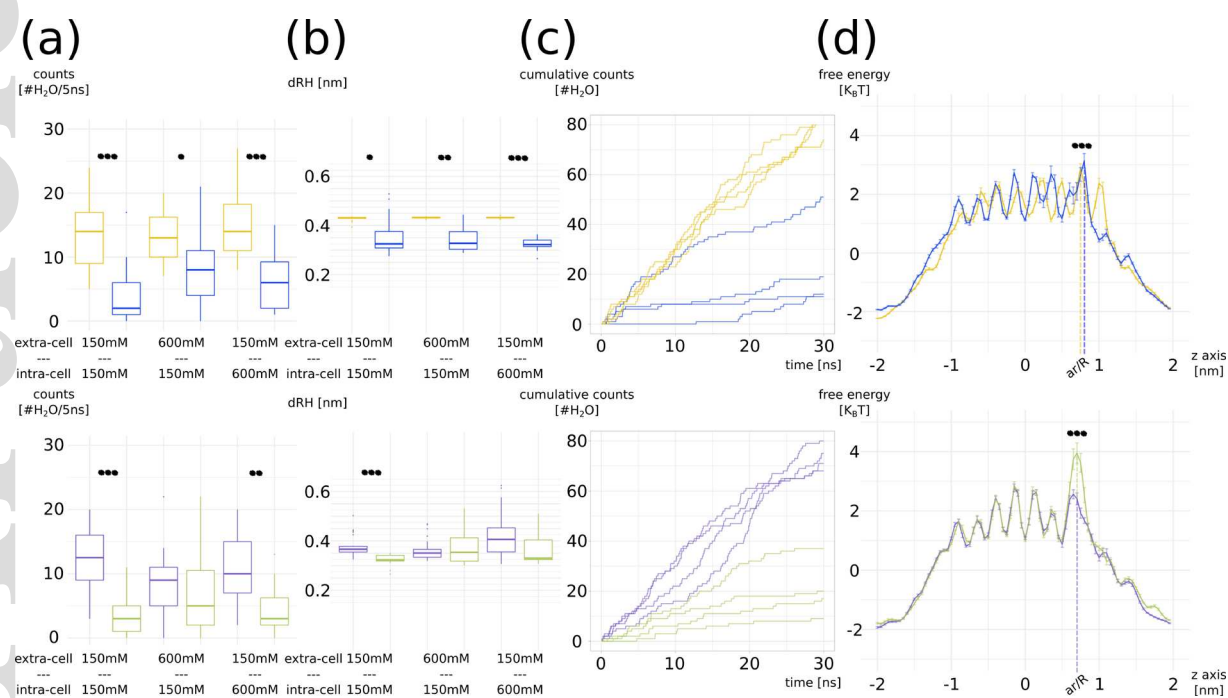 (a) (b) (c) (d)
counts
[#H2O/5ns]
dRH [nm]
cumulative counts
[#H2O]
free energy
[KBT]
30
20
10
0
0.6
0.4
0.2
80
60
40
20
0
0 10 20 30
time [ns]
4
2
0
-2
-2 -1 0 1 2
ar/R
z axis
[nm]
extra-cell 150mM 600mM 150mM
--- --- --- ---
intra-cell 150mM 150mM 600mM
extra-cell 150mM 600mM 150mM
--- --- --- ---
intra-cell 150mM 150mM 600mM
counts
[#H2O/5ns]
dRH [nm]
cumulative counts
[#H2O]
free energy
[KBT]
30
20
10
0
0.6
0.4
0.2
80
60
40
20
0
0 10 20 30
time [ns]
4
2
0
-2
-2 -1 0 1 2
ar/R
z axis
[nm]
extra-cell 150mM 600mM 150mM
--- --- --- ---
intra-cell 150mM 150mM 600mM
extra-cell 150mM 600mM 150mM
--- --- --- ---
intra-cell 150mM 150mM 600mM